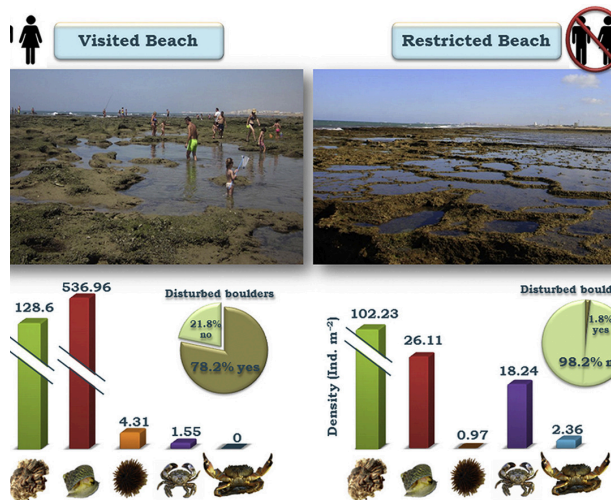 Visited Beach
Restricted Beach
128.6
536.96
4.31
1.55
0
Disturbed boulders
21.8%
no
78.2% yes
Density (Ind. m⁻²)
102.23
26.11
0.97
18.24
2.36
Disturbed
1.8%
yes
98.2%